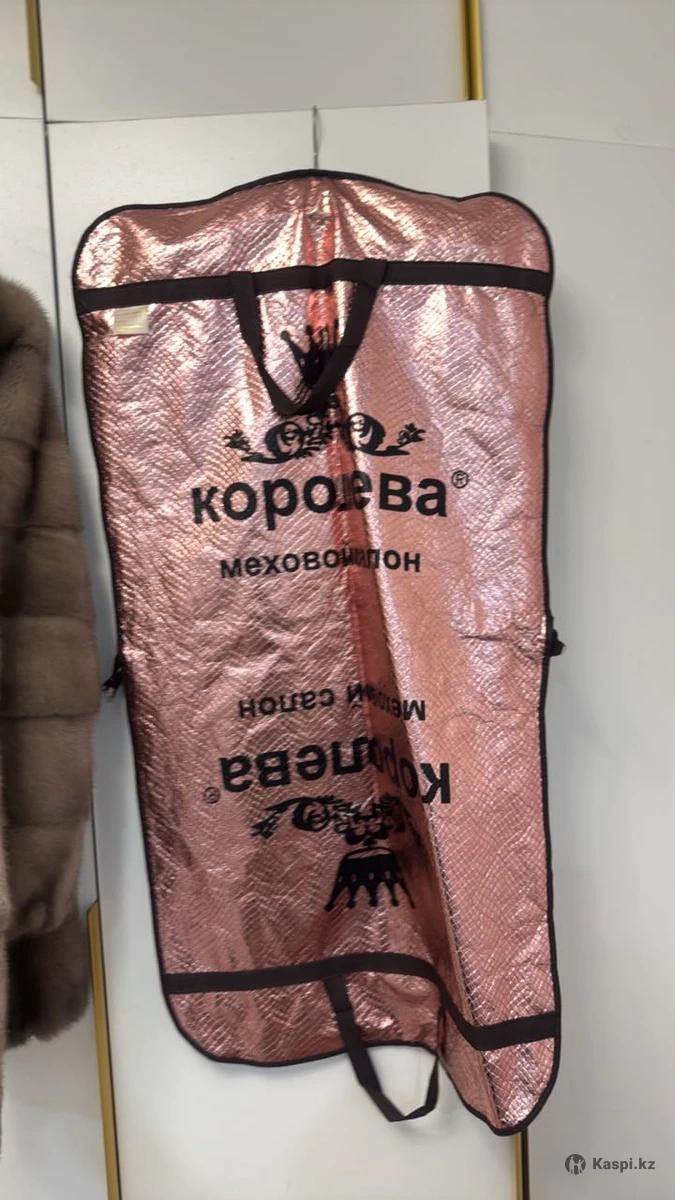 королева®
меховой салон
меховой салон
королева®
Kaspi.kz